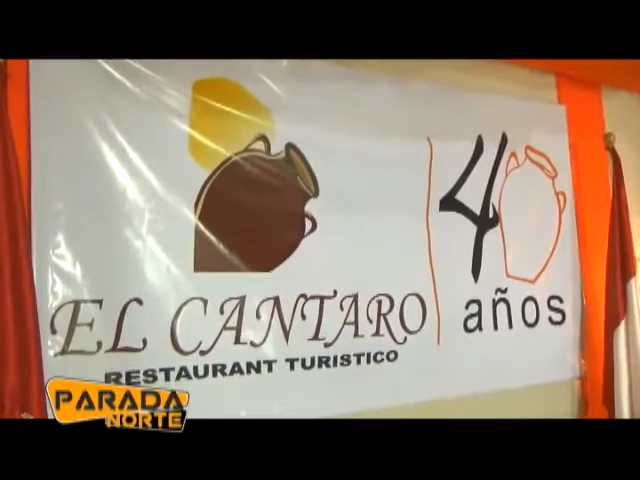 EL CANTARO
RESTAURANT TURISTICO
40
años
PARADA
NORTE